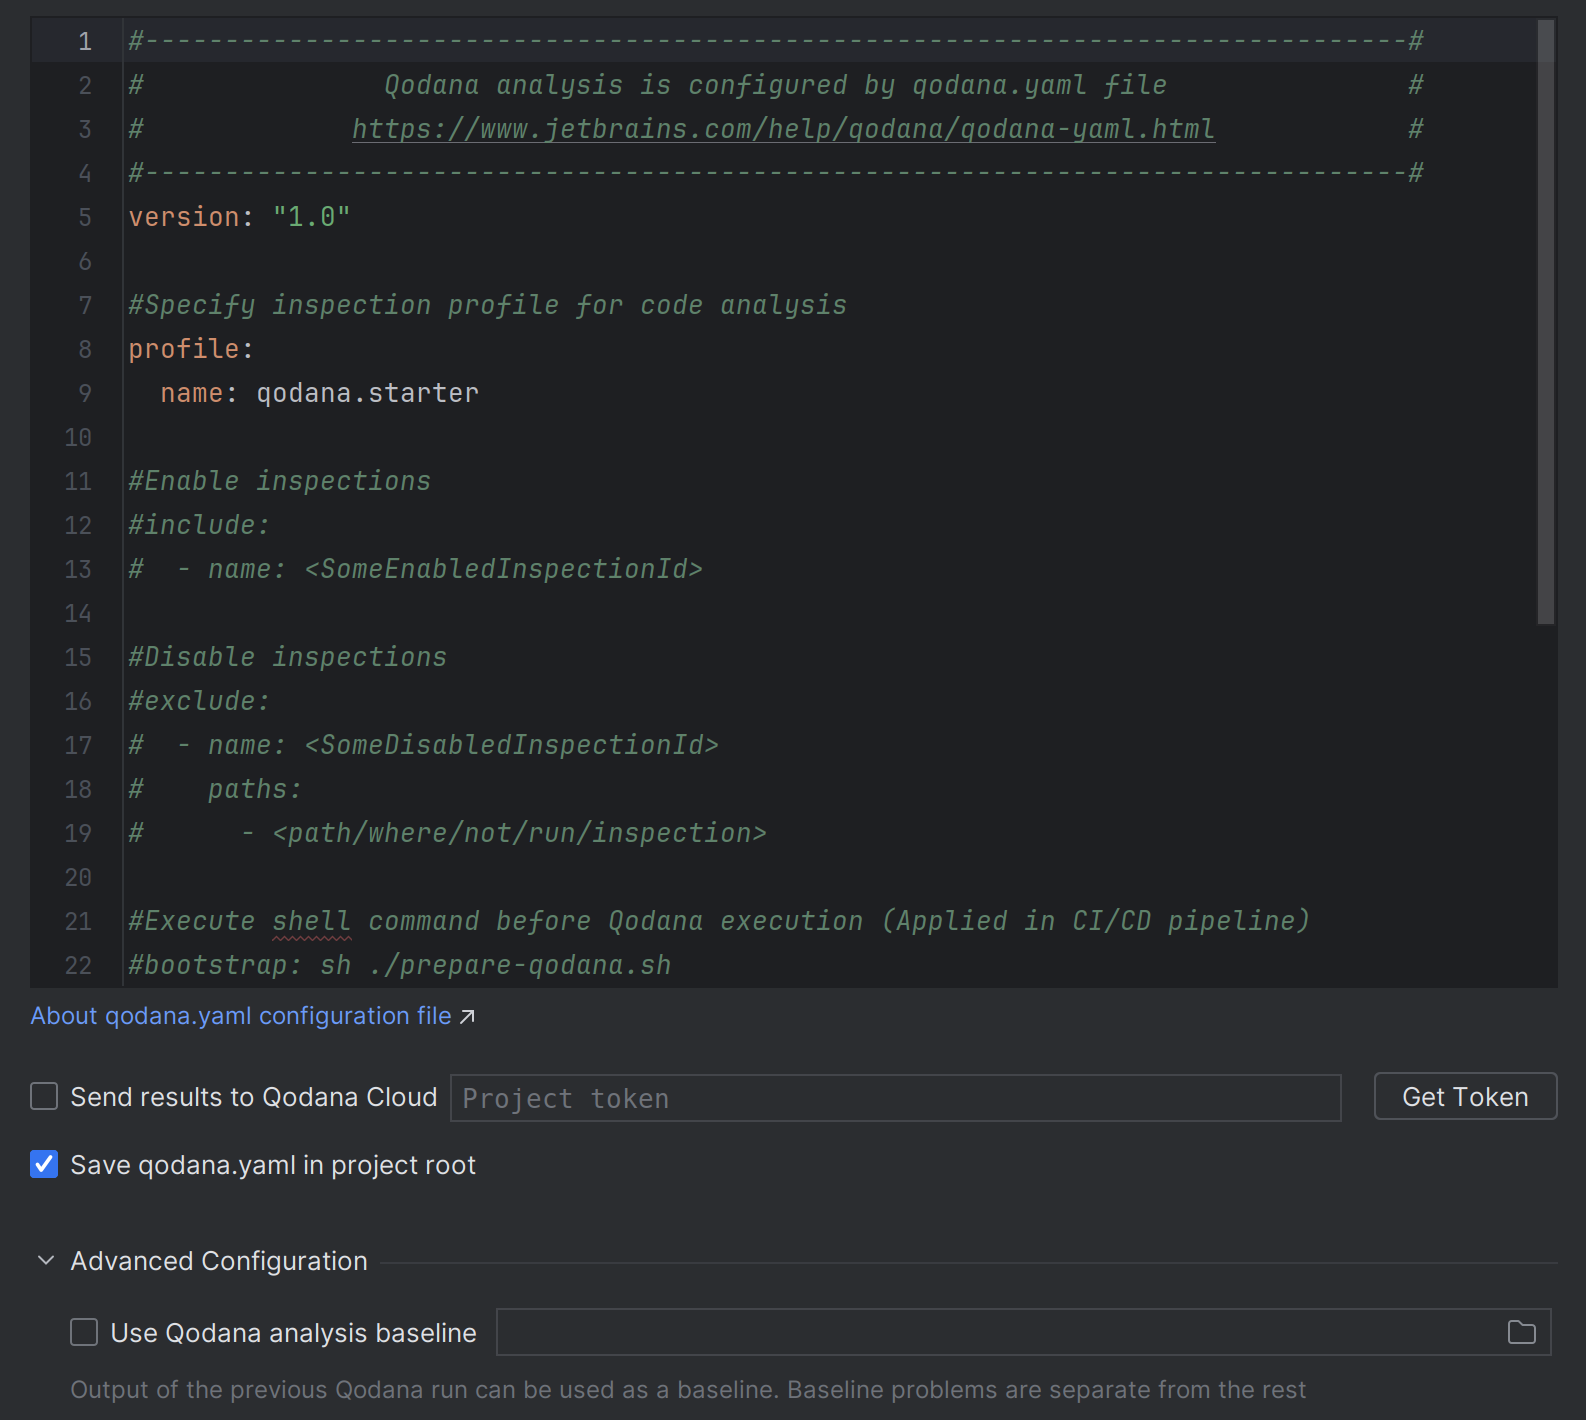 1 #-------------------------------------------------------------------------------#
2 # Qodana analysis is configured by qodana.yaml file #
3 # https://www.jetbrains.com/help/qodana/qodana-yaml.html #
4 #-------------------------------------------------------------------------------#
5 version: "1.0"
6
7 #Specify inspection profile for code analysis
8 profile:
9   name: qodana.starter
10
11 #Enable inspections
12 #include:
13 #  - name: <SomeEnabledInspectionId>
14
15 #Disable inspections
16 #exclude:
17 #  - name: <SomeDisabledInspectionId>
18 #    paths:
19 #      - <path/where/not/run/inspection>
20
21 #Execute shell command before Qodana execution (Applied in CI/CD pipeline)
22 #bootstrap: sh ./prepare-qodana.sh
About qodana.yaml configuration file ↗
Send results to Qodana Cloud Project token Get Token
Save qodana.yaml in project root
Advanced Configuration
Use Qodana analysis baseline
Output of the previous Qodana run can be used as a baseline. Baseline problems are separate from the rest